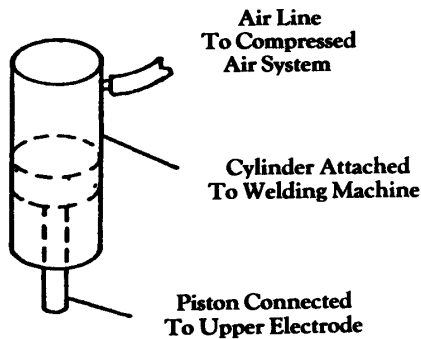 Air Line
To Compressed
Air System
Cylinder Attached
To Welding Machine
Piston Connected
To Upper Electrode